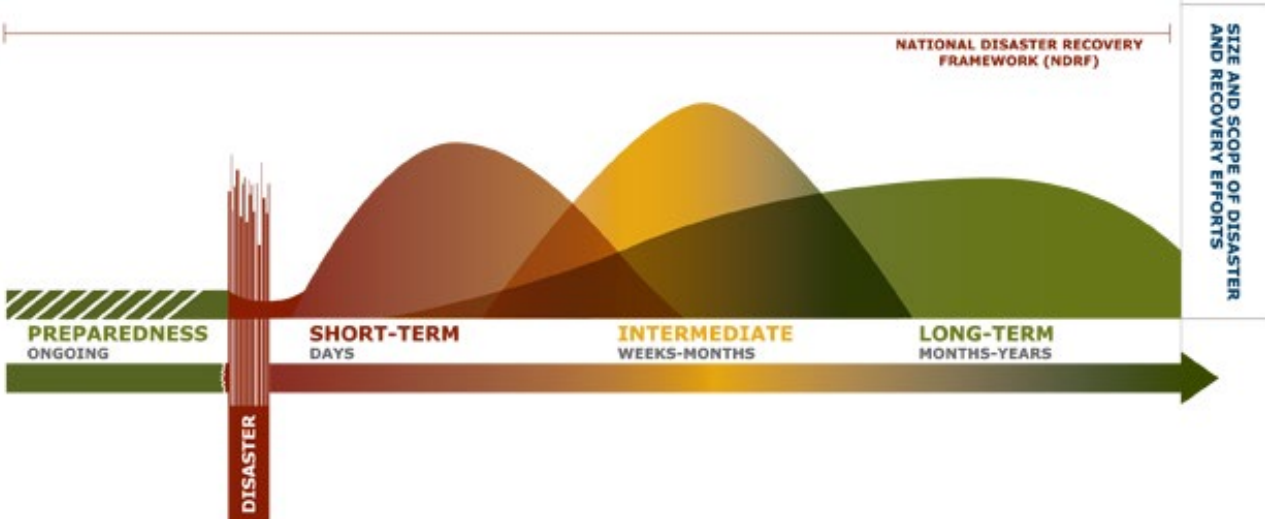 NATIONAL DISASTER RECOVERY
FRAMEWORK (NDRF)
SIZE AND SCOPE OF DISASTER
AND RECOVERY EFFORTS
PREPAREDNESS
ONGOING
SHORT-TERM
DAYS
INTERMEDIATE
WEEKS-MONTHS
LONG-TERM
MONTHS-YEARS
DISASTER